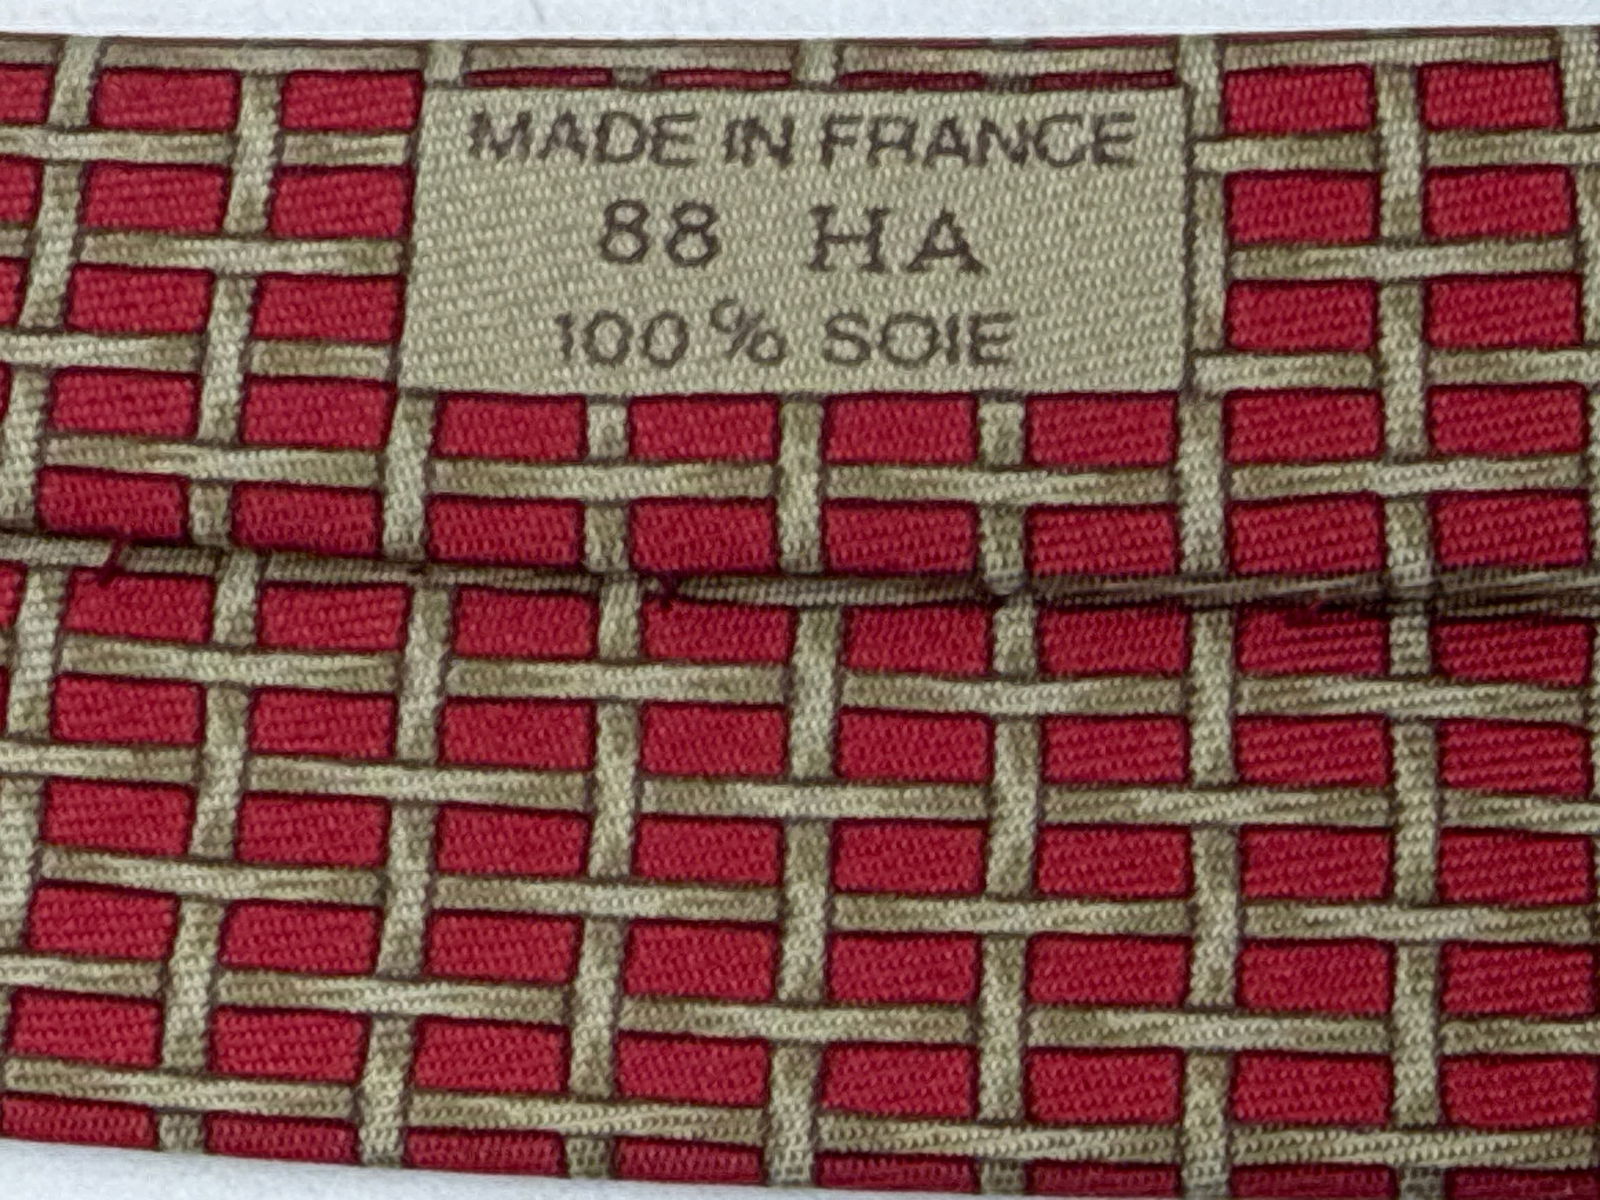 MADE IN FRANCE
88 HA
100% SOIE